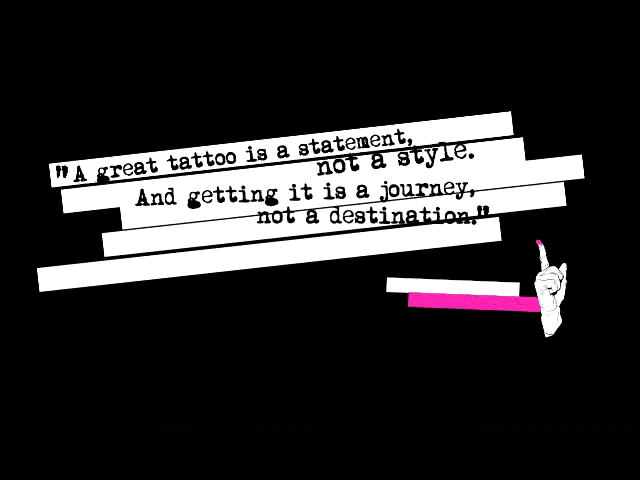 "A great tattoo is a statement,
not a style.
And getting it is a journey,
not a destination."